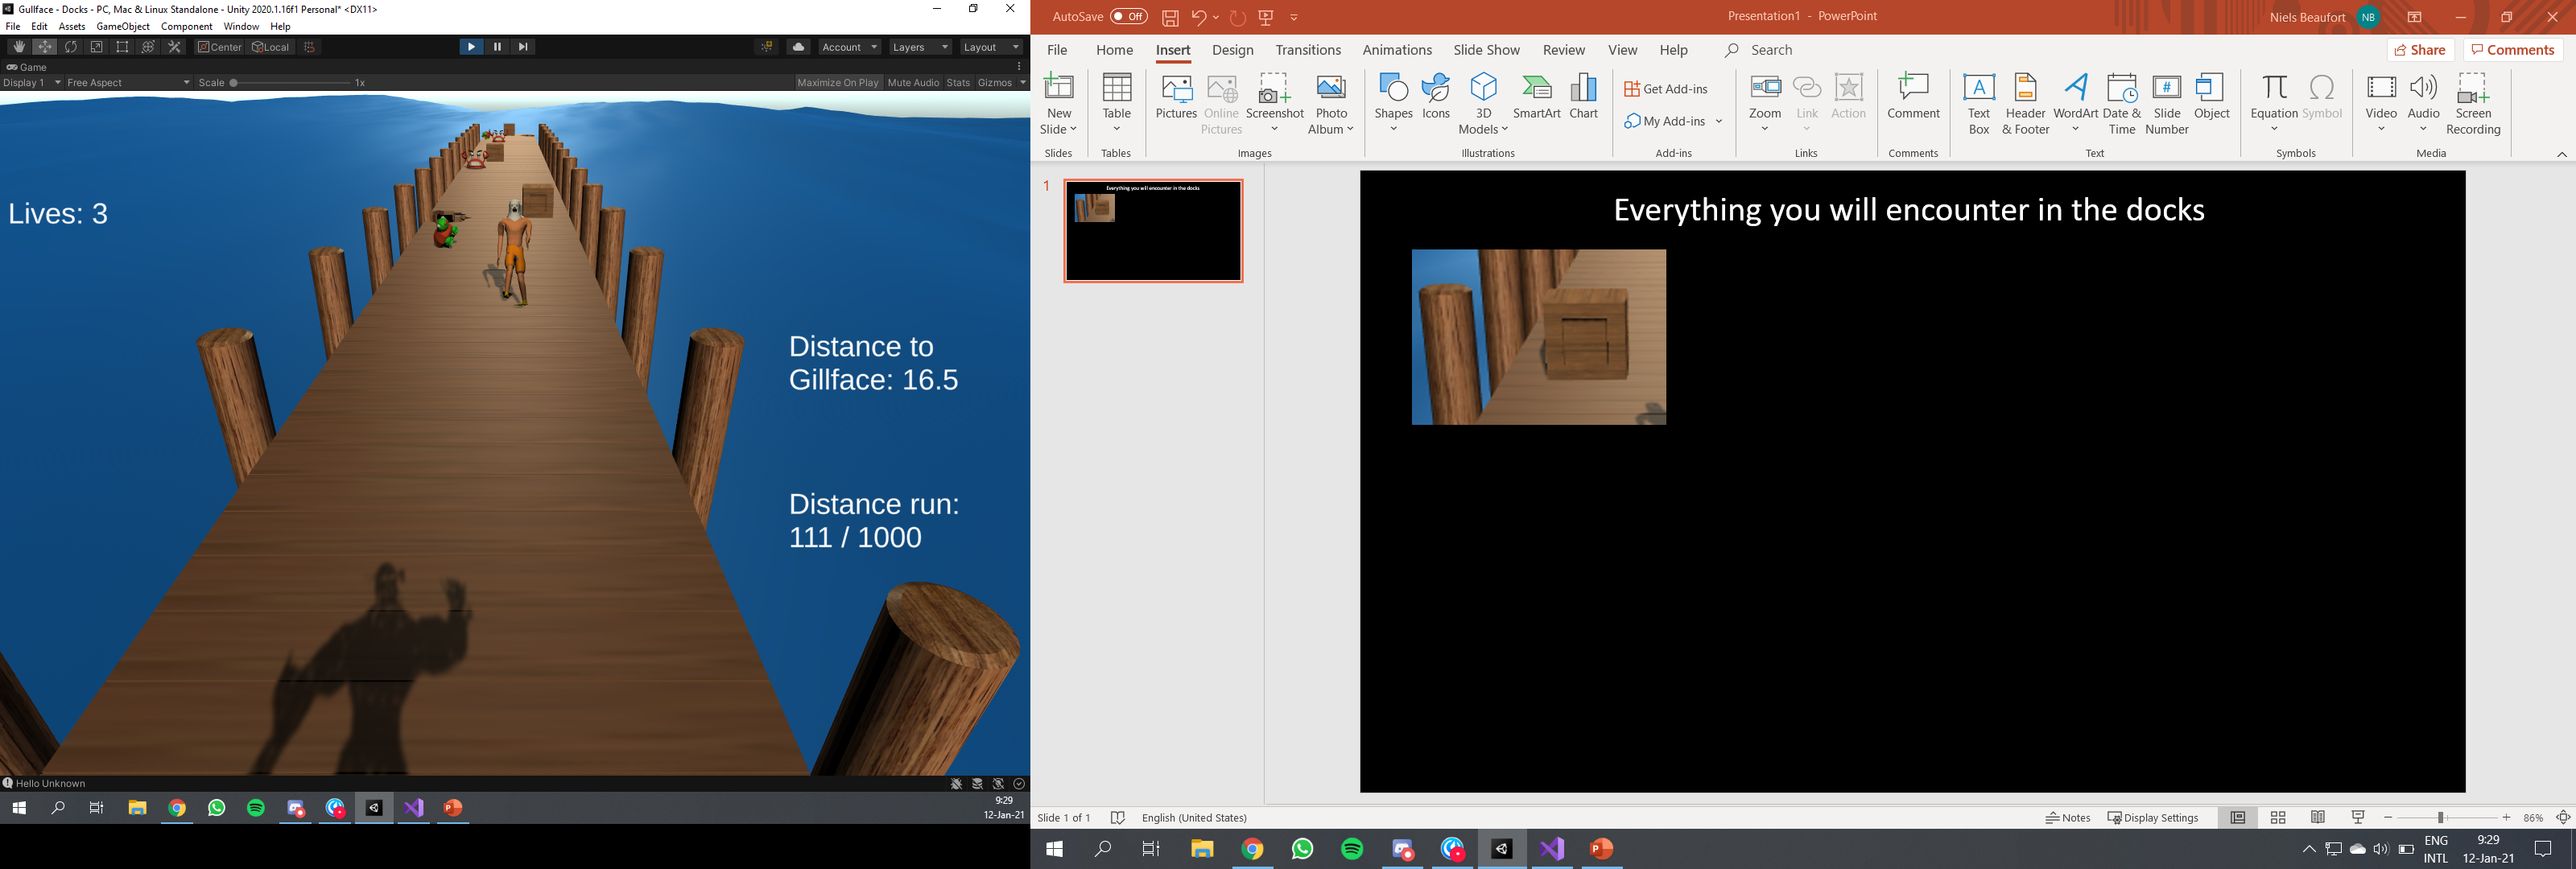 Gullface - Docks - PC, Mac & Linux Standalone - Unity 2020.1.16f1 Personal* <DX11>
File Edit Assets GameObject Component Window Help
Center Local
Account Layers Layout
Game
Display 1 Free Aspect Scale 1x Maximize On Play Mute Audio Stats Gizmos
Lives: 3
Distance to
Gillface: 16.5
Distance run:
111 / 1000
Hello Unknown
9:29
12-Jan-21
AutoSave Off
Presentation1 - PowerPoint
Niels Beaufort NB
File Home Insert Design Transitions Animations Slide Show Review View Help Search
Share Comments
New
Slide
Slides
Table
Tables
Pictures
Online
Pictures
Screenshot
Photo
Album
Images
Shapes
Icons
3D
Models
SmartArt
Chart
Illustrations
Get Add-ins
My Add-ins
Add-ins
Zoom
Link
Action
Links
Comment
Comments
Text
Box
Header
& Footer
WordArt
Date &
Time
Slide
Number
Object
Text
Equation
Symbol
Symbols
Video
Audio
Screen
Recording
Media
1
Everything you will encounter in the docks
Everything you will encounter in the docks
Slide 1 of 1
English (United States)
Notes
Display Settings
86%
ENG
INTL
9:29
12-Jan-21